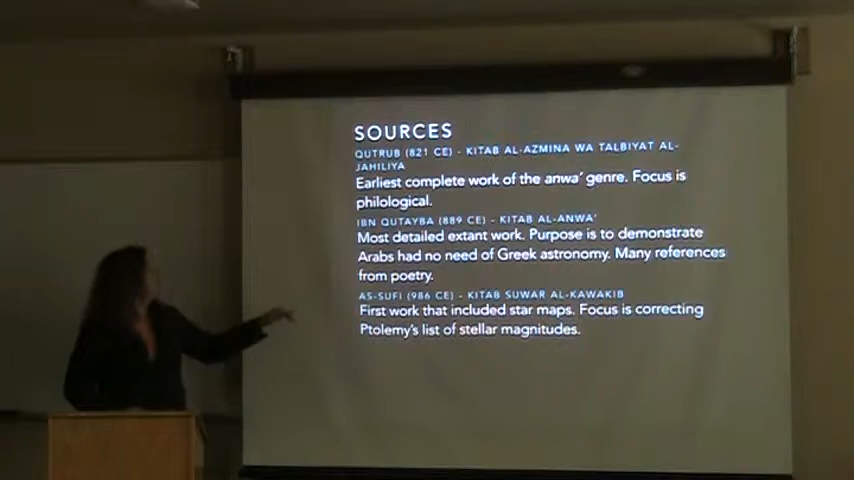 SOURCES
QUTRUB (821 CE) - KITAB AL-AZMINA WA TALBIYAT AL-
JAHILIYA
Earliest complete work of the anwa' genre. Focus is
philological.
IBN QUTAYBA (889 CE) - KITAB AL-ANWA'
Most detailed extant work. Purpose is to demonstrate
Arabs had no need of Greek astronomy. Many references
from poetry.
AS-SUFI (986 CE) - KITAB SUWAR AL-KAWAKIB
First work that included star maps. Focus is correcting
Ptolemy's list of stellar magnitudes.